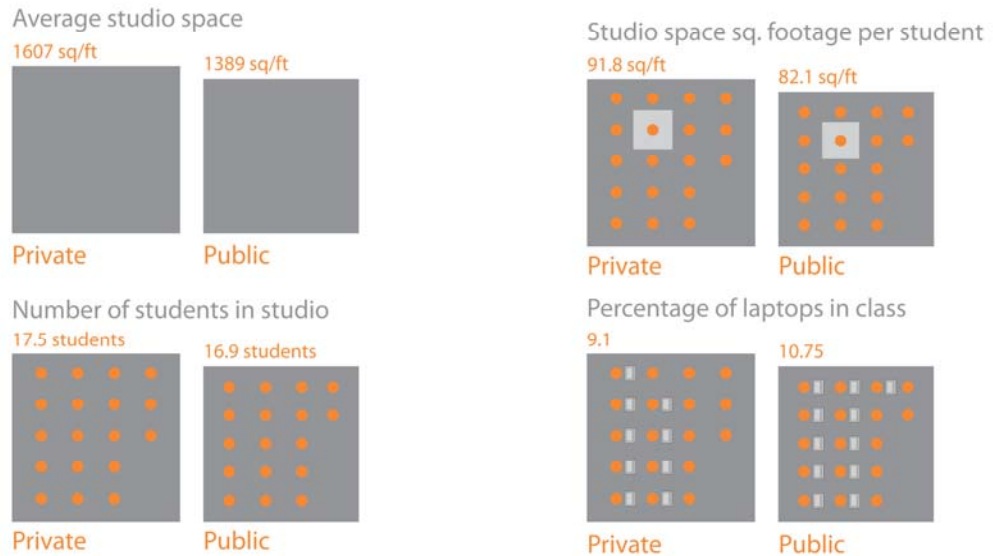 Average studio space
1607 sq/ft
1389 sq/ft
Private
Public
Studio space sq. footage per student
91.8 sq/ft
82.1 sq/ft
Private
Public
Number of students in studio
17.5 students
16.9 students
Private
Public
Percentage of laptops in class
9.1
10.75
Private
Public